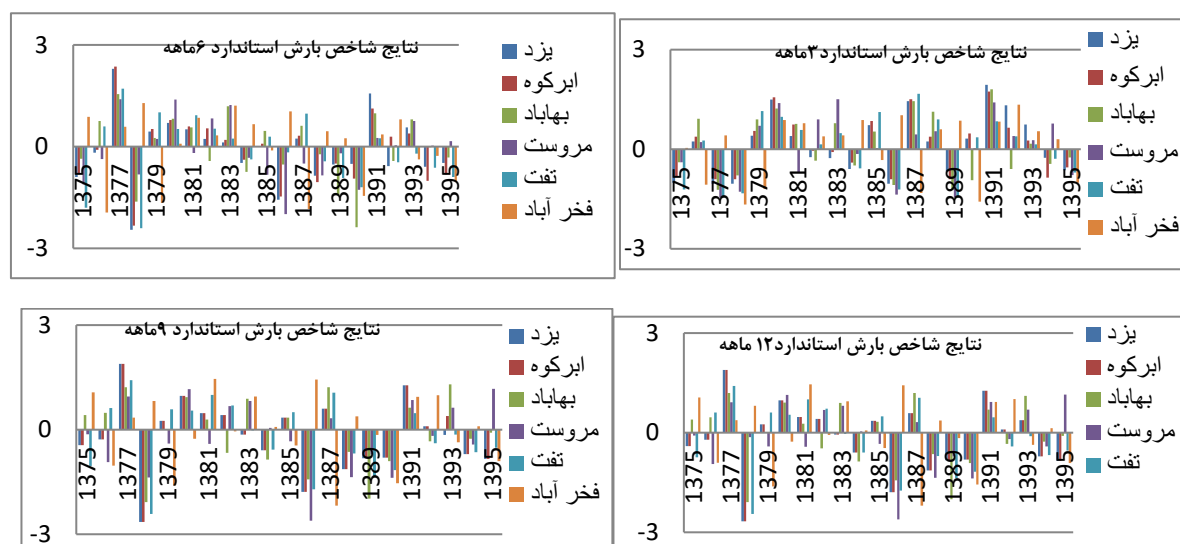 نتایج شاخص بارش استاندارد ۶ماهه
3
0
-3
1375
1377
1379
1381
1383
1385
1387
1389
1391
1393
1395
یزد
ابرکوه
بهاباد
مروست
تفت
فخر آباد
نتایج شاخص بارش استاندارد ۳ماهه
3
0
-3
1375
1377
1379
1381
1383
1385
1387
1389
1391
1393
1395
یزد
ابرکوه
بهاباد
مروست
تفت
فخر آباد
نتایج شاخص بارش استاندارد ۹ماهه
3
0
-3
1375
1377
1379
1381
1383
1385
1387
1389
1391
1393
1395
یزد
ابرکوه
بهاباد
مروست
تفت
فخر آباد
نتایج شاخص بارش استاندارد۱۲ ماهه
3
0
-3
1375
1377
1379
1381
1383
1385
1387
1389
1391
1393
1395
یزد
ابرکوه
بهاباد
مروست
تفت